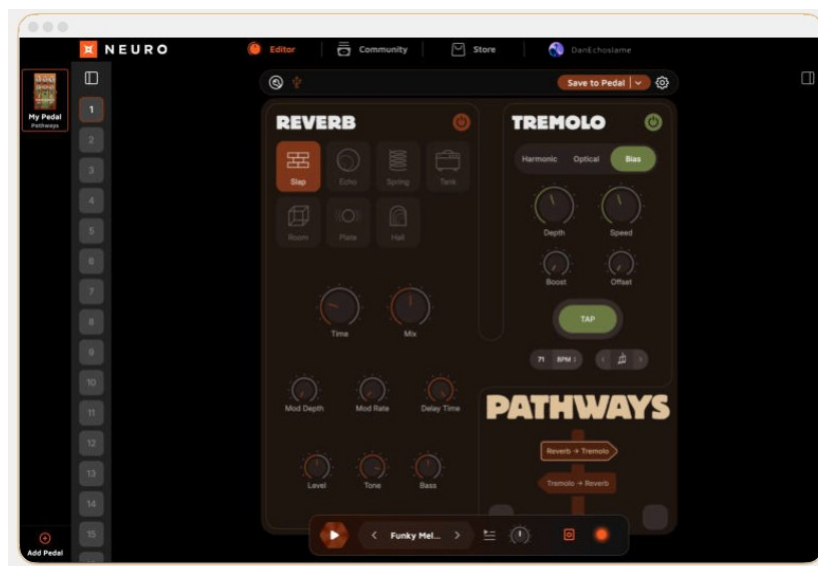 NEURO
Editor
Community
Store
DanEchoslame
My Pedal
Pathways
1
2
3
4
5
6
7
8
9
10
11
12
13
14
15
Add Pedal
Save to Pedal
REVERB
Slap
Echo
Spring
Tank
Room
Plate
Hall
Time
Mix
Mod Depth
Mod Rate
Delay Time
Level
Tone
Bass
TREMOLO
Harmonic
Optical
Bias
Depth
Speed
Boost
Offset
TAP
71
BPM
PATHWAYS
Reverb → Tremolo
Tremolo → Reverb
Funky Mel...